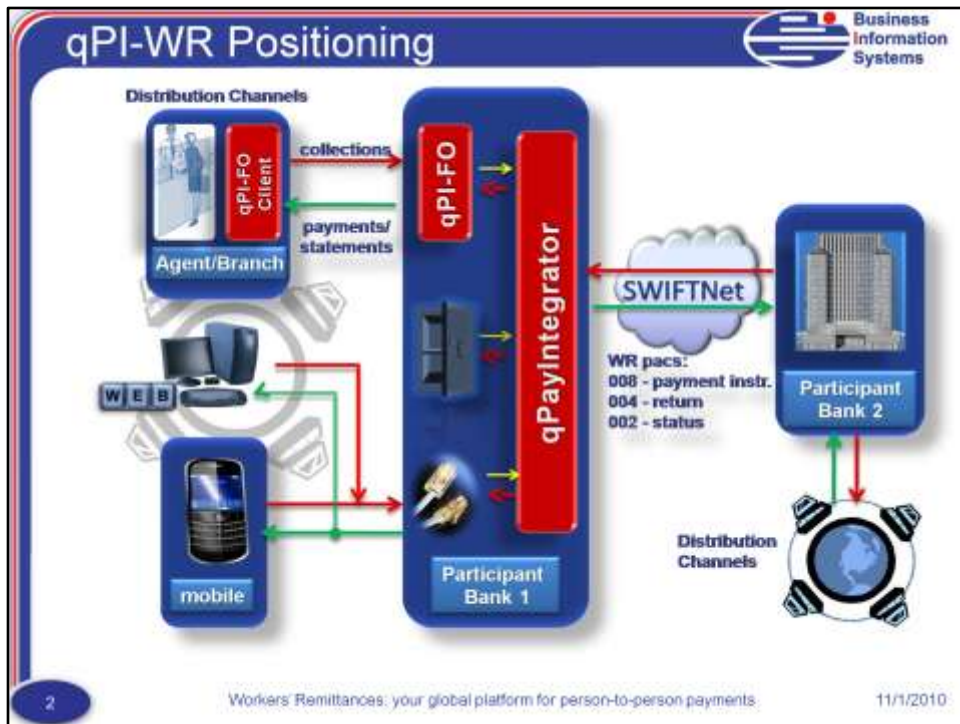 qPI-WR Positioning
Business
Information
Systems
Distribution Channels
qPI-FO
Client
Agent/Branch
collections
payments/
statements
WEB
mobile
qPI-FO
qPayIntegrator
Participant
Bank 1
SWIFTNet
WR pacs:
008 - payment instr.
004 - return
002 - status
Participant
Bank 2
Distribution
Channels
2
Workers' Remittances: your global platform for person-to-person payments
11/1/2010